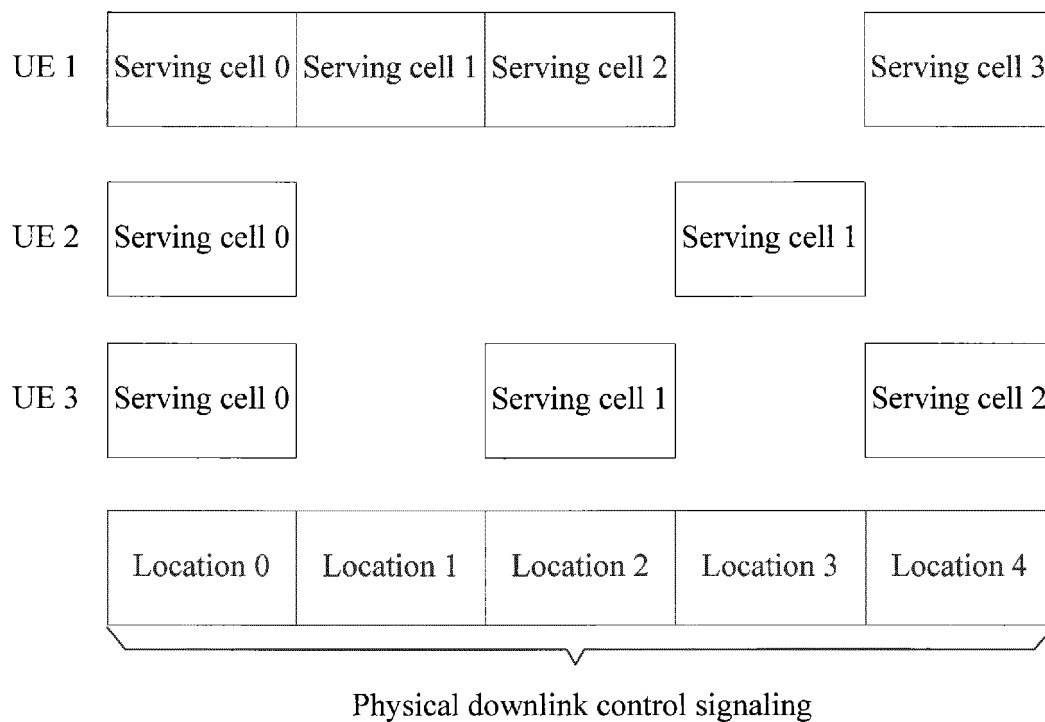 UE 1 Serving cell 0 Serving cell 1 Serving cell 2 Serving cell 3
UE 2 Serving cell 0 Serving cell 1
UE 3 Serving cell 0 Serving cell 1 Serving cell 2
Location 0 Location 1 Location 2 Location 3 Location 4
Physical downlink control signaling